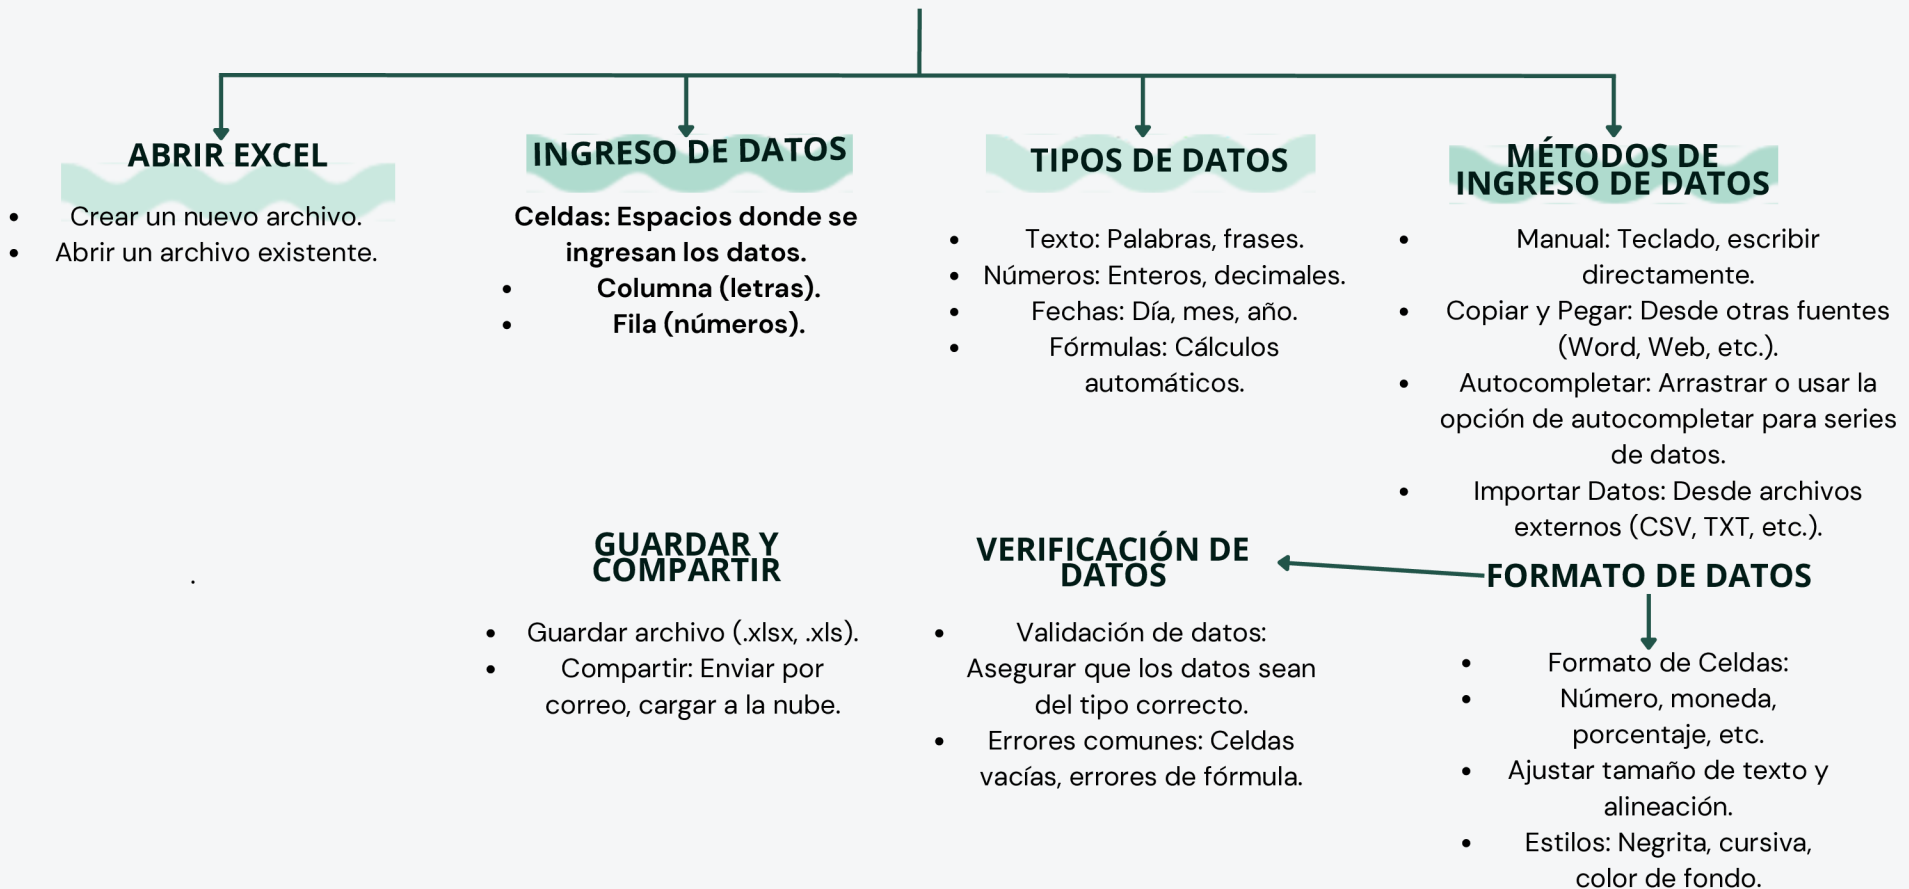 ABRIR EXCEL
• Crear un nuevo archivo.
• Abrir un archivo existente.
INGRESO DE DATOS
Celdas: Espacios donde se
ingresan los datos.
• Columna (letras).
• Fila (números).
TIPOS DE DATOS
• Texto: Palabras, frases.
• Números: Enteros, decimales.
• Fechas: Día, mes, año.
• Fórmulas: Cálculos
automáticos.
MÉTODOS DE
INGRESO DE DATOS
• Manual: Teclado, escribir
directamente.
• Copiar y Pegar: Desde otras fuentes
(Word, Web, etc.).
• Autocompletar: Arrastrar o usar la
opción de autocompletar para series
de datos.
• Importar Datos: Desde archivos
externos (CSV, TXT, etc.).
.
GUARDAR Y
COMPARTIR
• Guardar archivo (.xlsx, .xls).
• Compartir: Enviar por
correo, cargar a la nube.
VERIFICACIÓN DE
DATOS
• Validación de datos:
Asegurar que los datos sean
del tipo correcto.
• Errores comunes: Celdas
vacías, errores de fórmula.
FORMATO DE DATOS
• Formato de Celdas:
• Número, moneda,
porcentaje, etc.
• Ajustar tamaño de texto y
alineación.
• Estilos: Negrita, cursiva,
color de fondo.